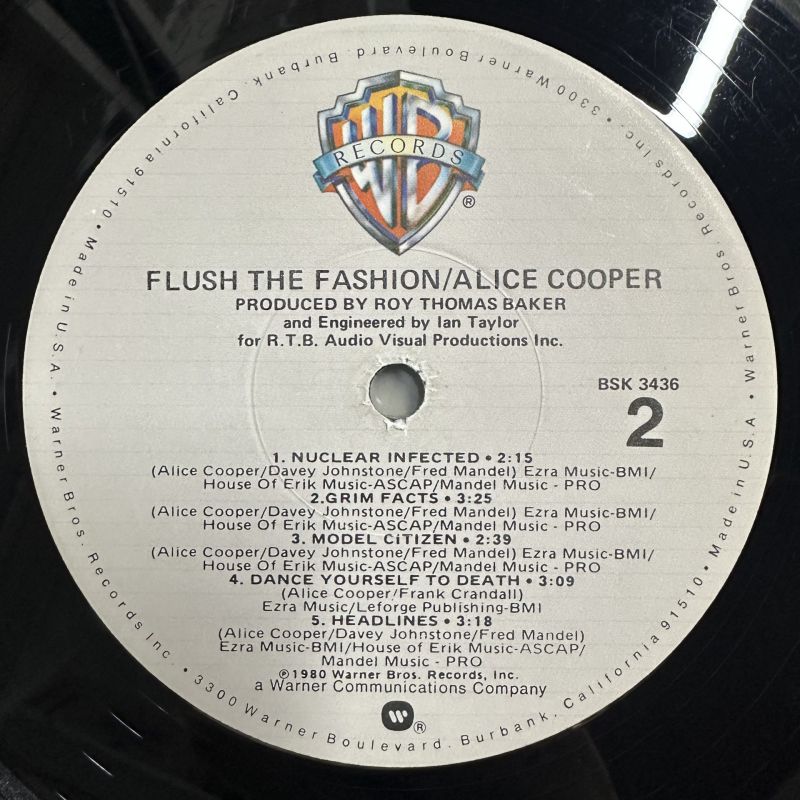 WB
RECORDS
®
FLUSH THE FASHION/ALICE COOPER
PRODUCED BY ROY THOMAS BAKER
and Engineered by Ian Taylor
for R.T.B. Audio Visual Productions Inc.
BSK 3436
2
1. NUCLEAR INFECTED • 2:15
(Alice Cooper/Davey Johnstone/Fred Mandel) Ezra Music-BMI/
House Of Erik Music-ASCAP/Mandel Music - PRO
2.GRIM FACTS • 3:25
(Alice Cooper/Davey Johnstone/Fred Mandel) Ezra Music-BMI/
House Of Erik Music-ASCAP/Mandel Music - PRO
3. MODEL CiTIZEN • 2:39
(Alice Cooper/Davey Johnstone/Fred Mandel) Ezra Music-BMI/
House Of Erik Music-ASCAP/Mandel Music - PRO
4. DANCE YOURSELF TO DEATH • 3:09
(Alice Cooper/Frank Crandall)
Ezra Music/Leforge Publishing-BMI
5. HEADLINES • 3:18
(Alice Cooper/Davey Johnstone/Fred Mandel)
Ezra Music-BMI/House of Erik Music-ASCAP/
Mandel Music - PRO
℗1980 Warner Bros. Records, Inc.
a Warner Communications Company
W ®
Warner Bros. Records Inc. • 3300 Warner Boulevard. Burbank, California 91510 • Made in U.S.A. •
Warner Bros. Records Inc. • 3300 Warner Boulevard. Burbank, California 91510 • Made in U.S.A •